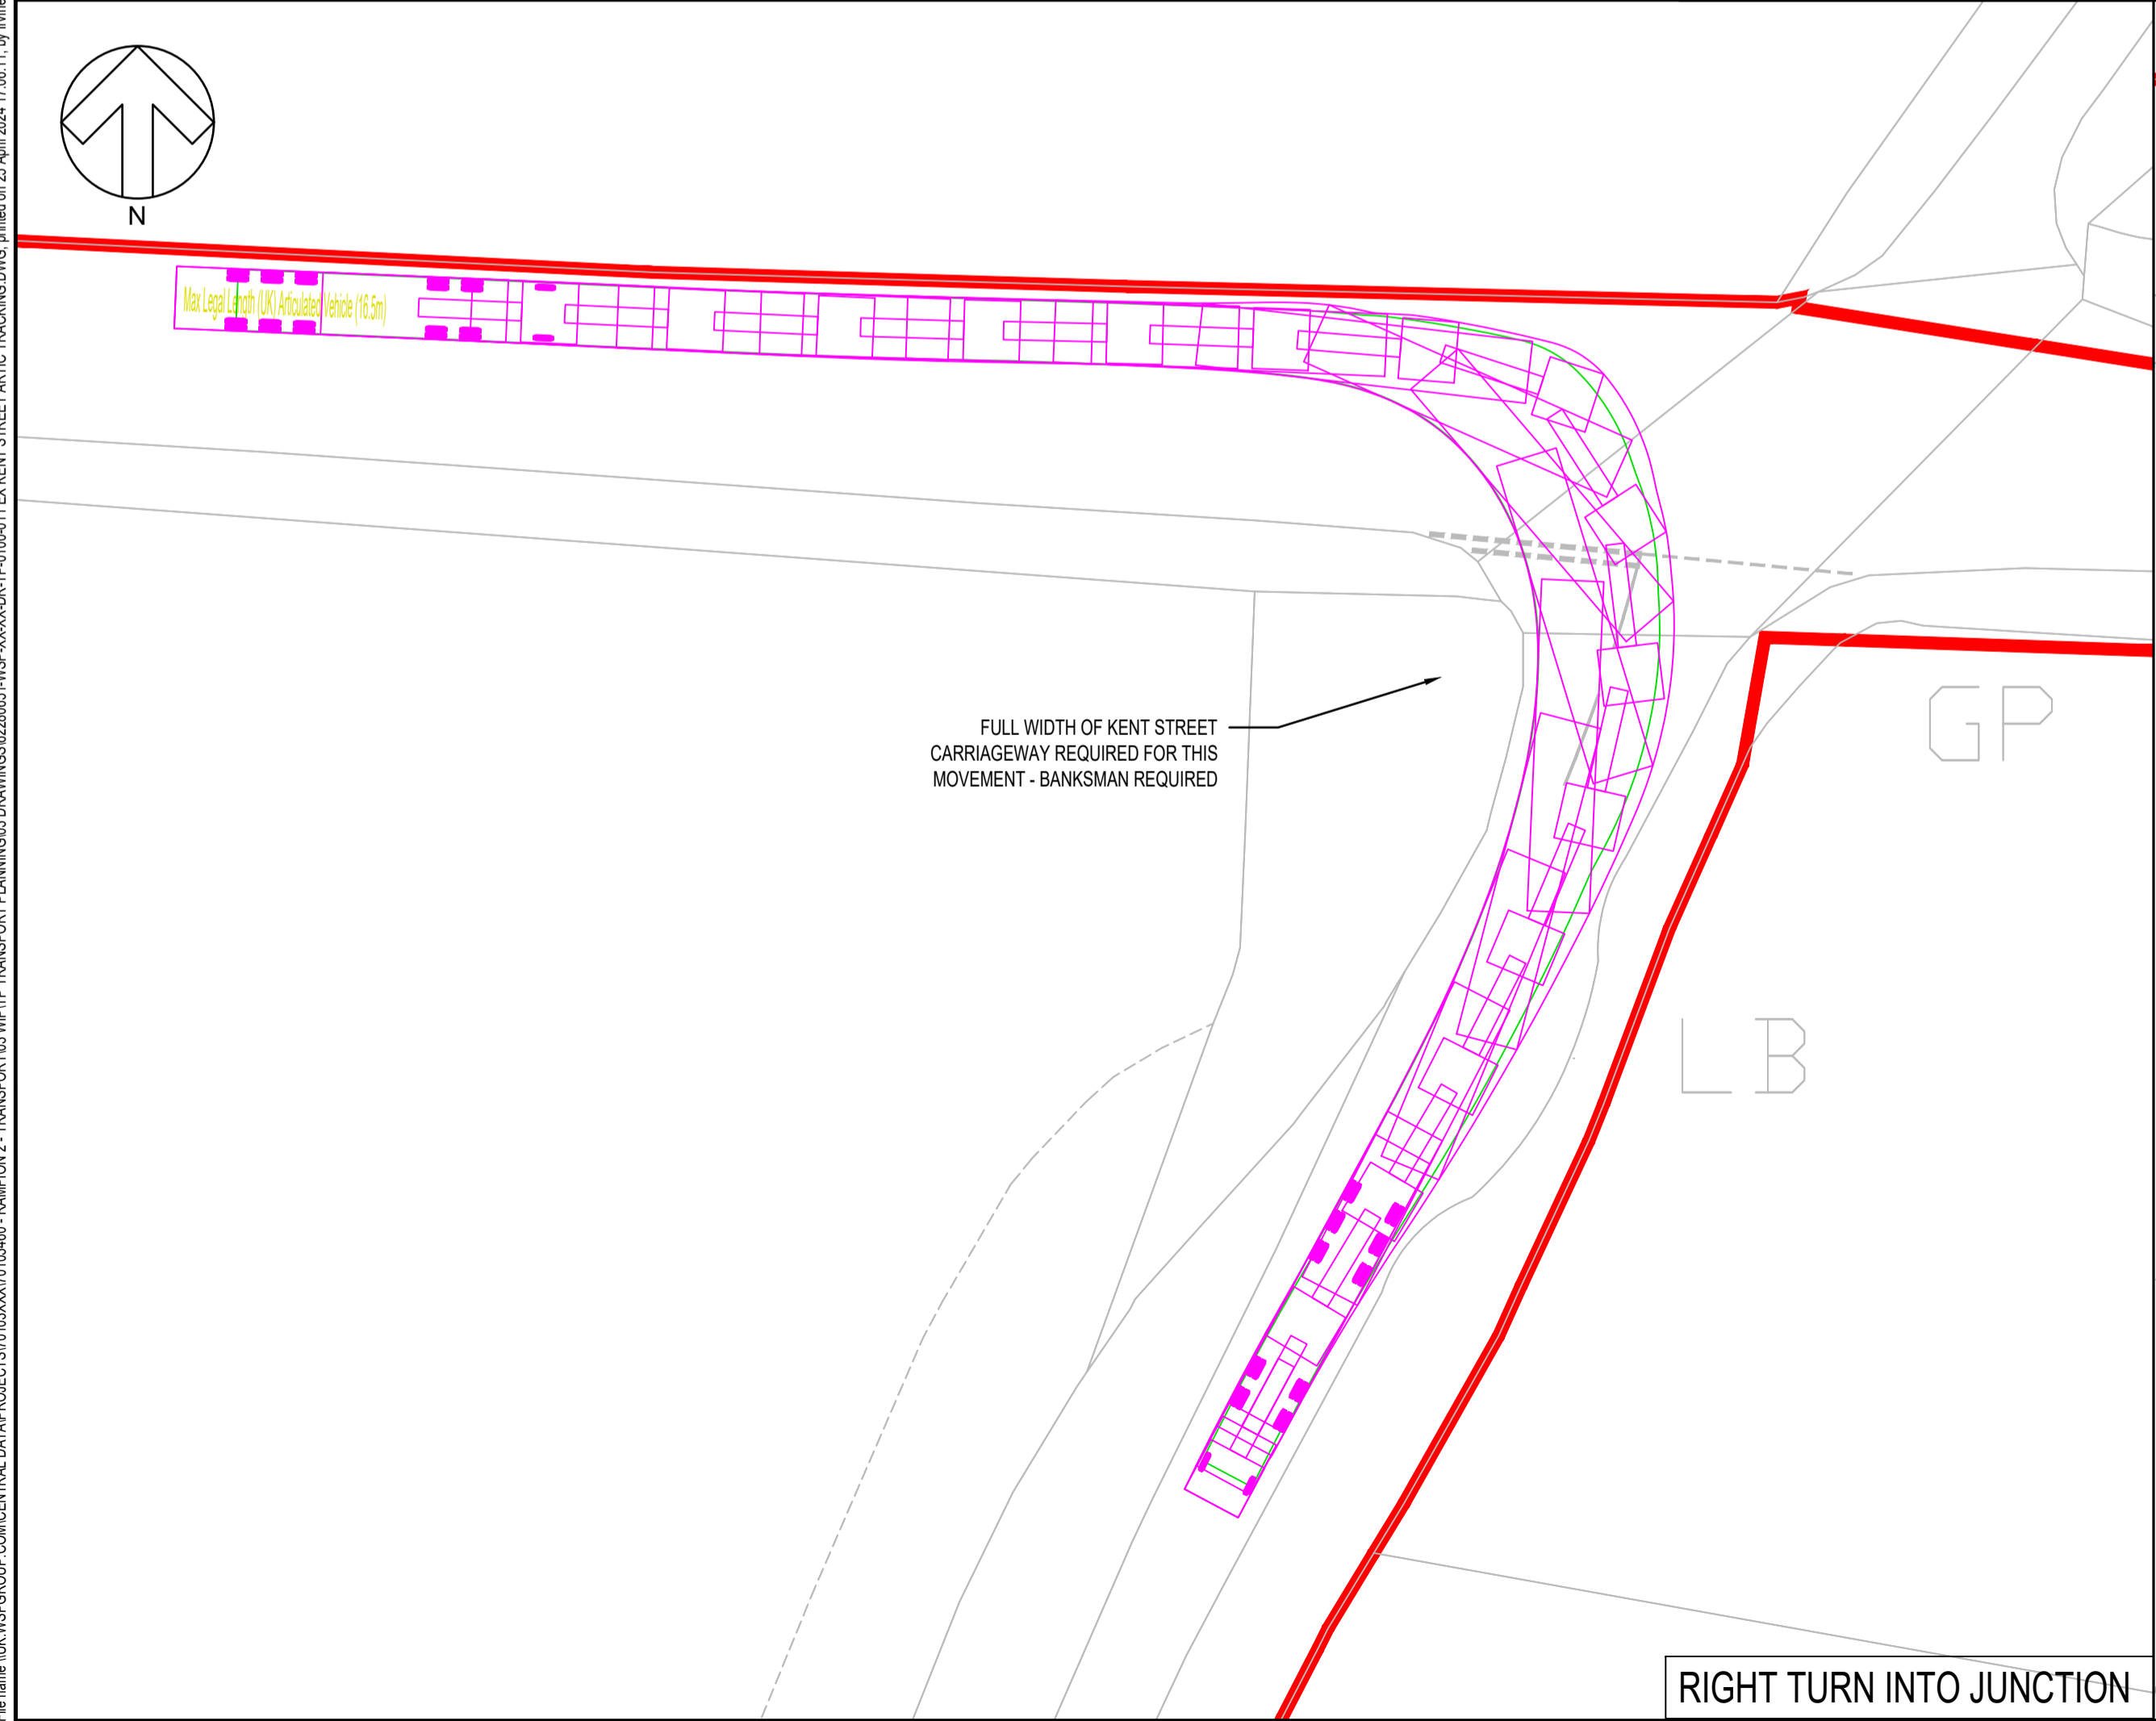 N
Max Legal Length (UK) Articulated Vehicle (16.5m)
FULL WIDTH OF KENT STREET
CARRIAGEWAY REQUIRED FOR THIS
MOVEMENT - BANKSMAN REQUIRED
GP
LB
RIGHT TURN INTO JUNCTION